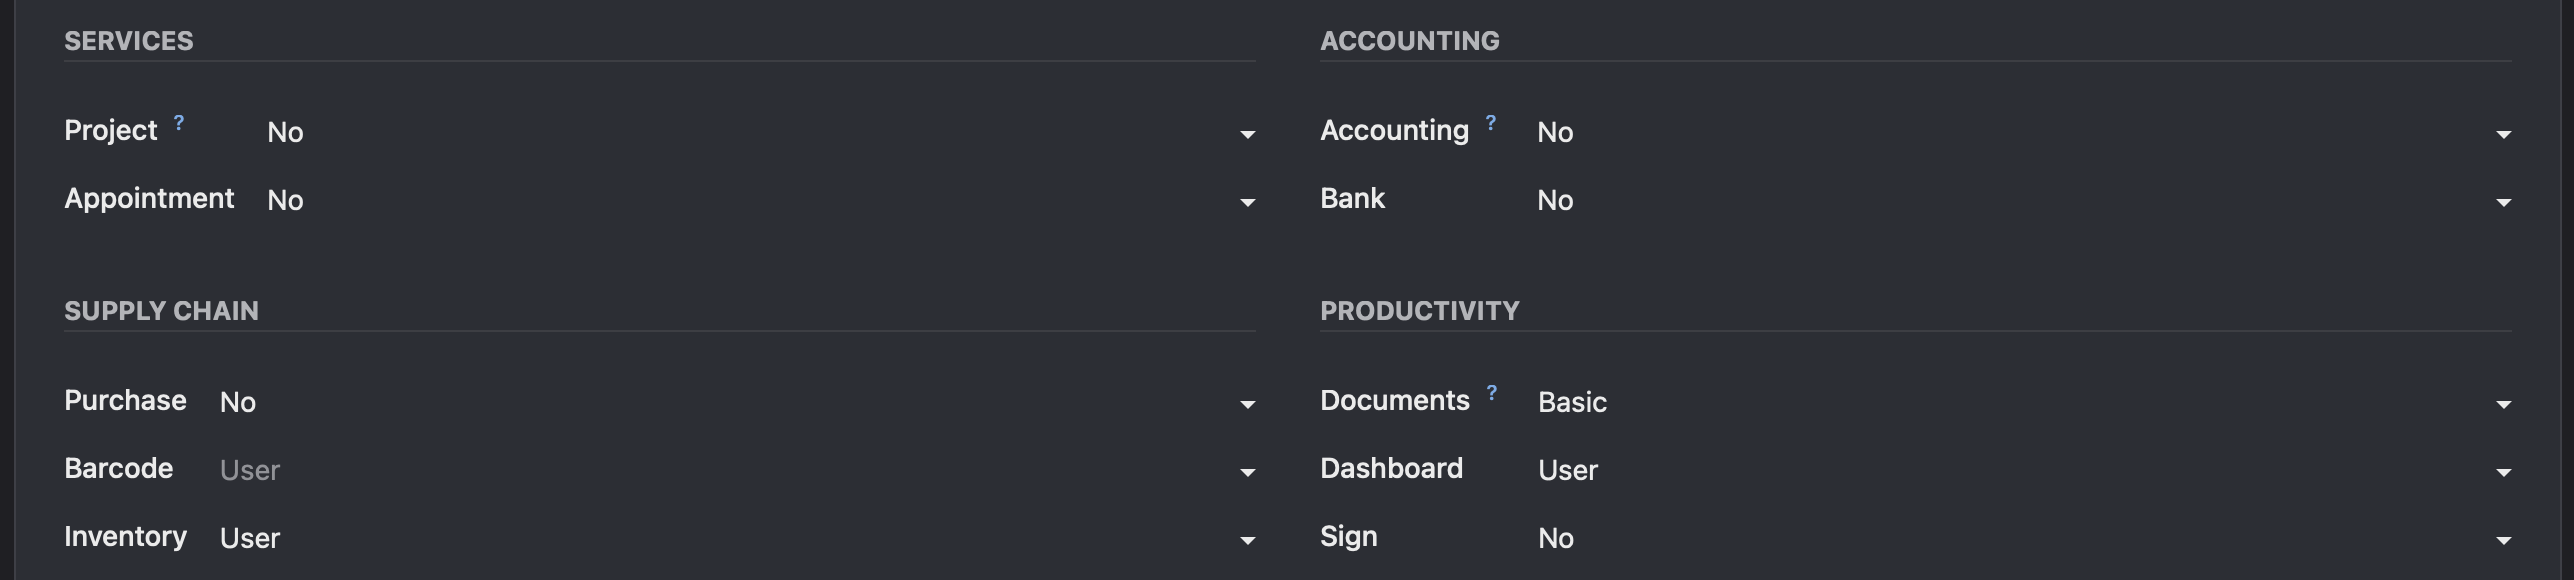 SERVICES
Project ? No
Appointment No
ACCOUNTING
Accounting ? No
Bank No
SUPPLY CHAIN
Purchase No
Barcode User
Inventory User
PRODUCTIVITY
Documents ? Basic
Dashboard User
Sign No